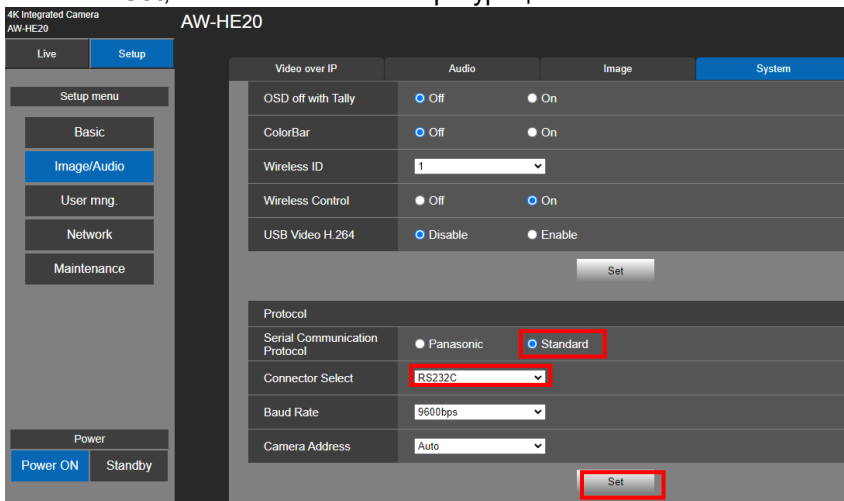 4K Integrated Camera
AW-HE20
AW-HE20
Live Setup
Video over IP Audio Image System
Setup menu
Basic
Image/Audio
User mng.
Network
Maintenance
Power
Power ON Standby
OSD off with Tally Off On
ColorBar Off On
Wireless ID 1
Wireless Control Off On
USB Video H.264 Disable Enable
Set
Protocol
Serial Communication
Protocol Panasonic Standard
Connector Select RS232C
Baud Rate 9600bps
Camera Address Auto
Set